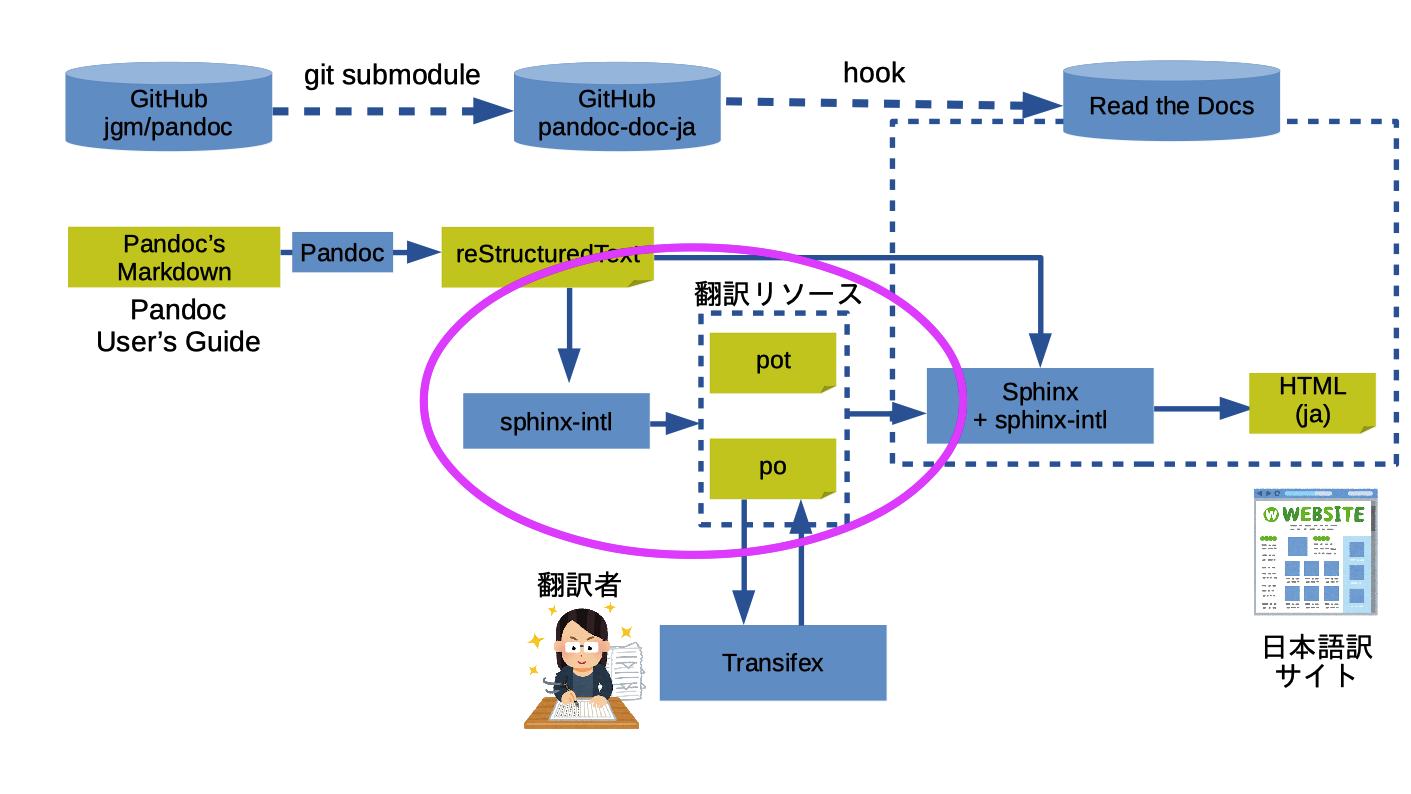 git submodule
hook
GitHub
jgm/pandoc
GitHub
pandoc-doc-ja
Read the Docs
Pandoc’s
Markdown
Pandoc
reStructuredText
Pandoc
User’s Guide
翻訳リソース
pot
sphinx-intl
po
Sphinx
+ sphinx-intl
HTML
(ja)
W WEBSITE
翻訳者
Transifex
日本語訳
サイト